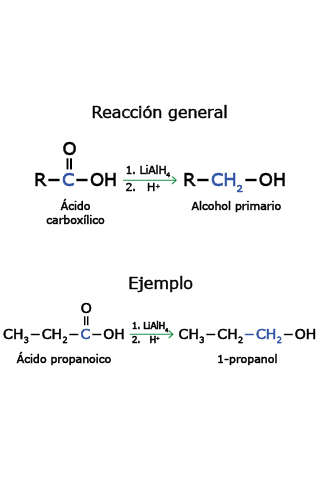 Reacción general
O
R—C—OH
1. LiAlH₄
2. H⁺
R—CH₂—OH
Ácido
carboxílico
Alcohol primario
Ejemplo
O
CH₃—CH₂—C—OH
1. LiAlH₄
2. H⁺
CH₃—CH₂—CH₂—OH
Ácido propanoico
1-propanol